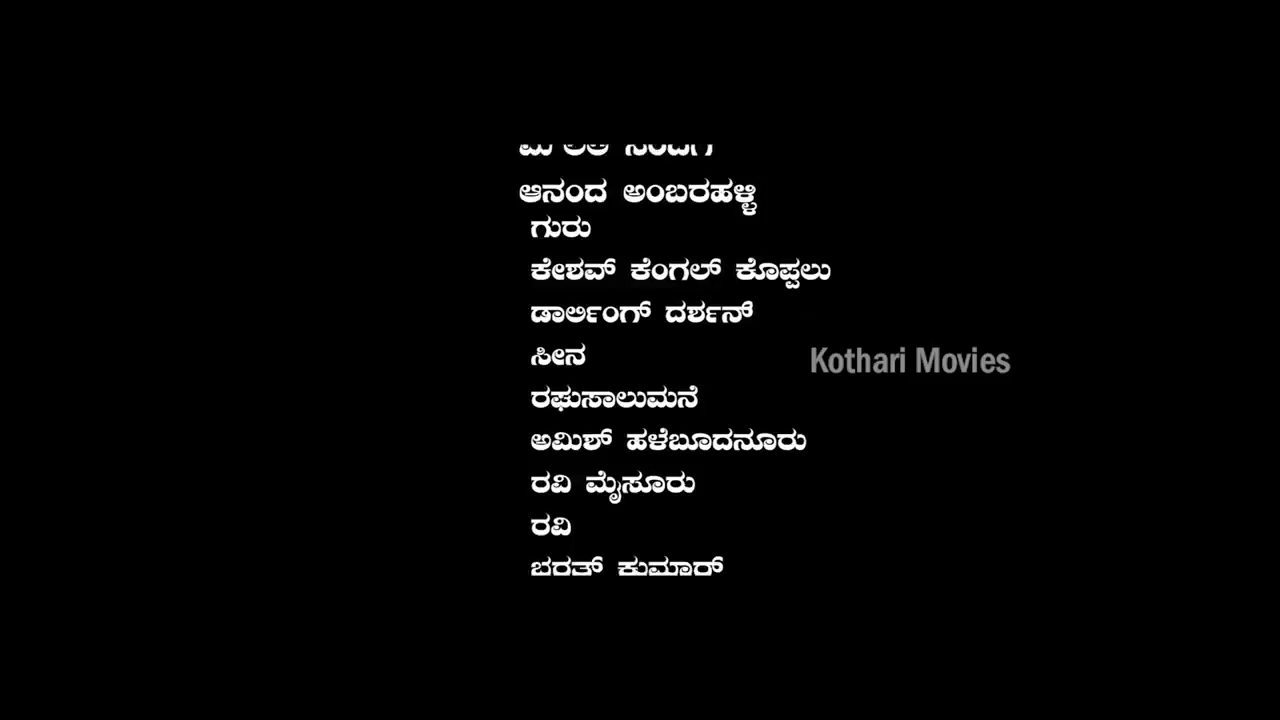 ಆನಂದ ಅಂಬರಹಳ್ಳಿ
ಗುರು
ಕೇಶವ್ ಕೆಂಗಲ್ ಕೊಪ್ಪಲು
ಡಾರ್ಲಿಂಗ್ ದರ್ಶನ್
ಸೀನ
Kothari Movies
ರಘುಸಾಲುಮನೆ
ಅಮಿಶ್ ಹಳೆಬೂದನೂರು
ರವಿ ಮೈಸೂರು
ರವಿ
ಬರತ್ ಕುಮಾರ್